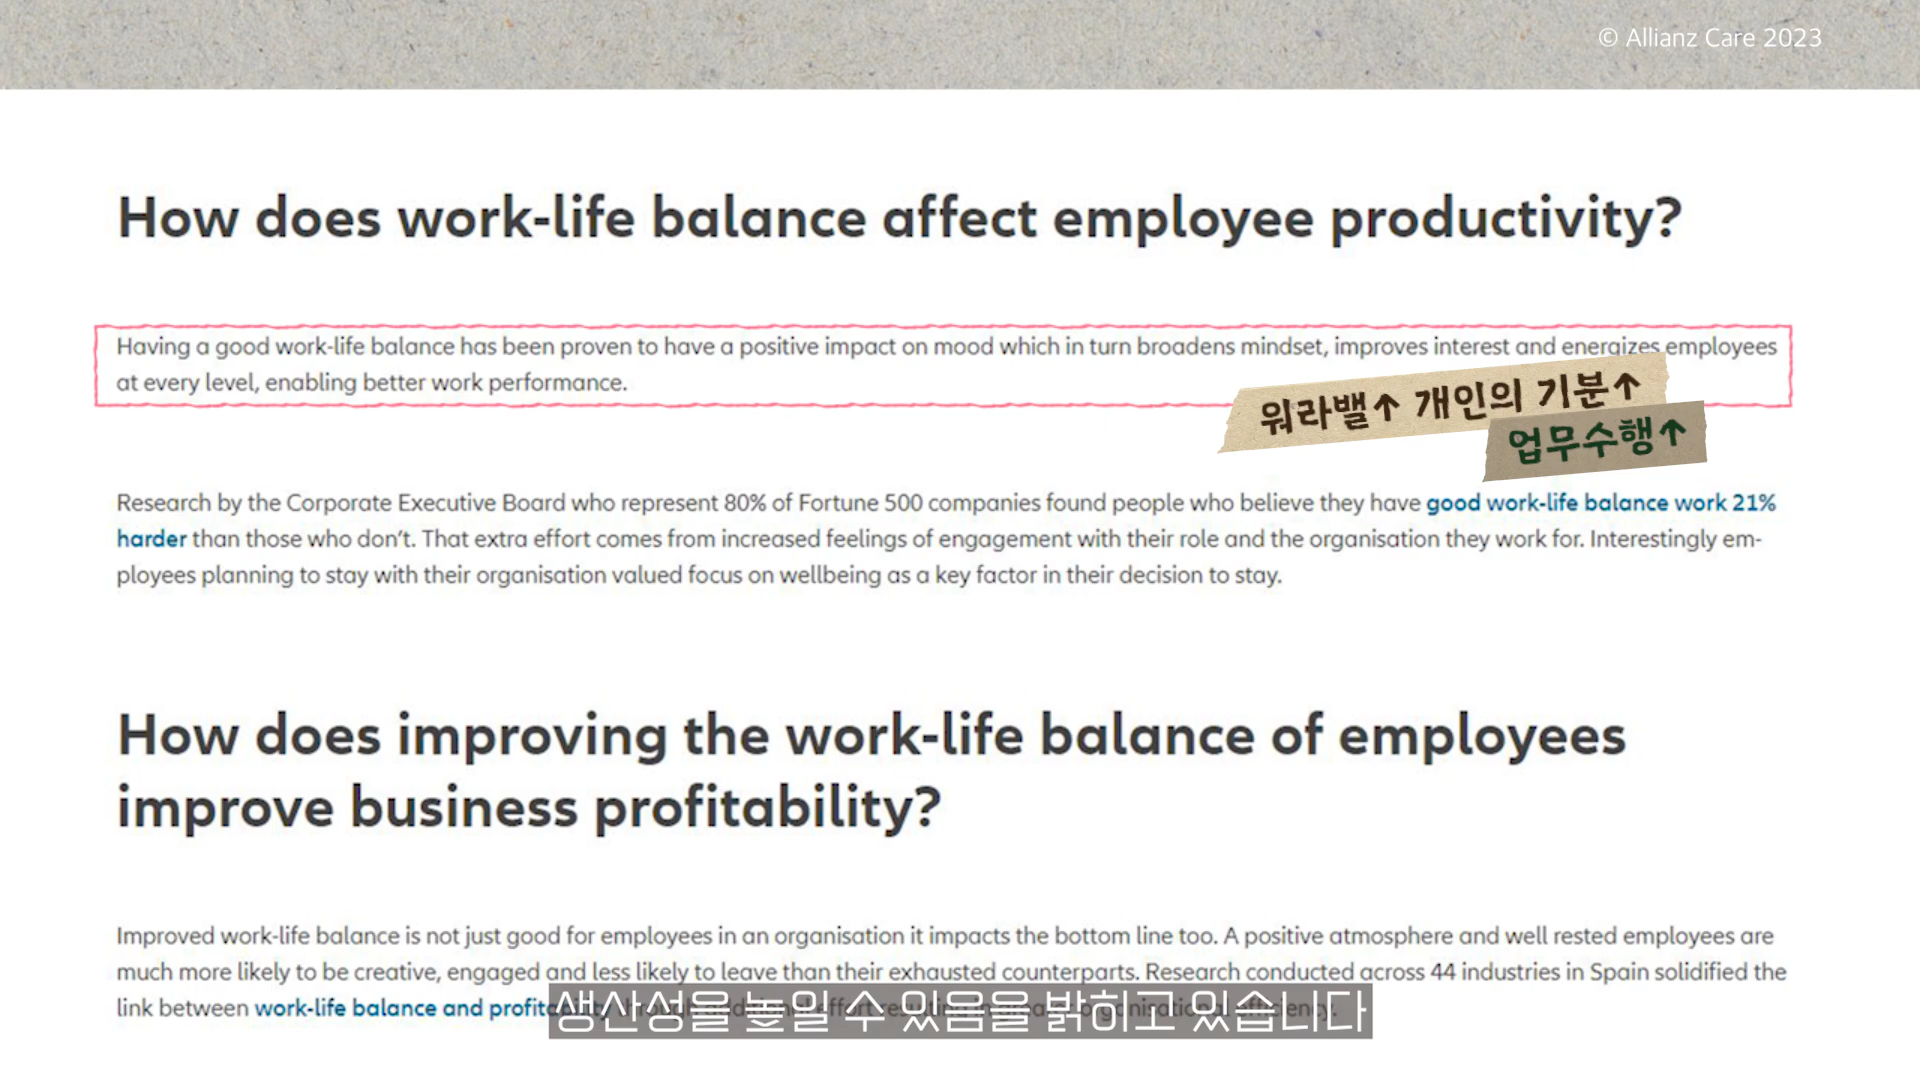 © Allianz Care 2023
How does work-life balance affect employee productivity?
Having a good work-life balance has been proven to have a positive impact on mood which in turn broadens mindset, improves interest and energizes employees
at every level, enabling better work performance.
워라밸↑ 개인의 기분↑
업무수행↑
Research by the Corporate Executive Board who represent 80% of Fortune 500 companies found people who believe they have good work-life balance work 21%
harder than those who don't. That extra effort comes from increased feelings of engagement with their role and the organisation they work for. Interestingly em-
ployees planning to stay with their organisation valued focus on wellbeing as a key factor in their decision to stay.
How does improving the work-life balance of employees
improve business profitability?
Improved work-life balance is not just good for employees in an organisation it impacts the bottom line too. A positive atmosphere and well rested employees are
much more likely to be creative, engaged and less likely to leave than their exhausted counterparts. Research conducted across 44 industries in Spain solidified the
link between work-life balance and profitability through additional effort resulting in greater organisational efficiency.
생산성을 높일 수 있음을 밝히고 있습니다